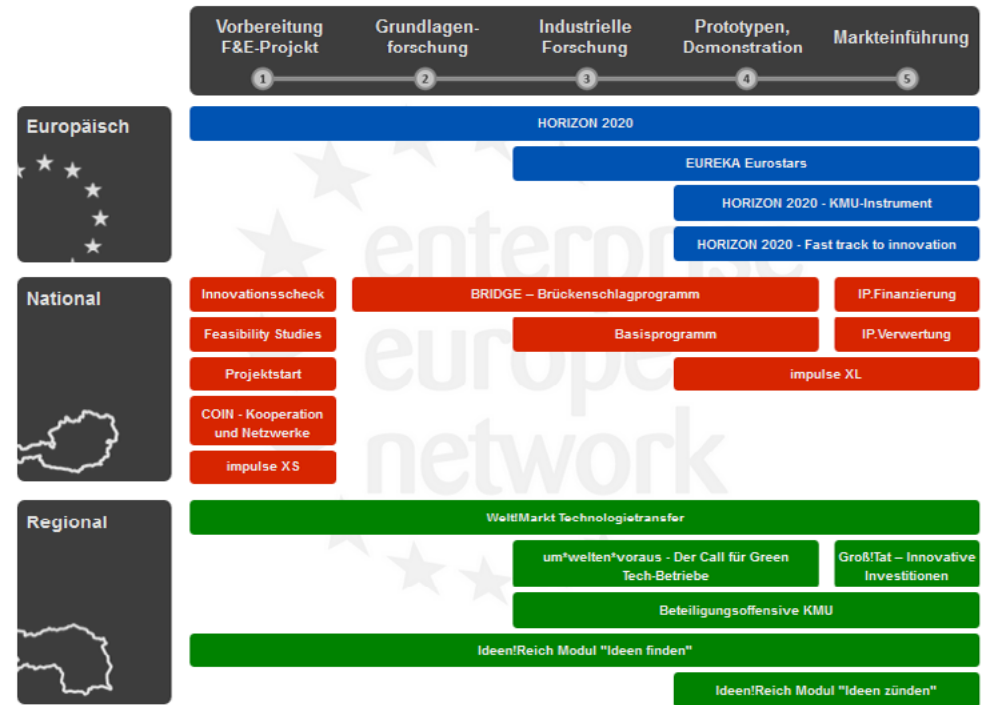 Vorbereitung
F&E-Projekt
Grundlagen-
forschung
Industrielle
Forschung
Prototypen,
Demonstration
Markteinführung
1
2
3
4
5
Europäisch
HORIZON 2020
EUREKA Eurostars
HORIZON 2020 - KMU-Instrument
HORIZON 2020 - Fast track to innovation
enterprise
europe
network
National
Innovationsscheck
BRIDGE – Brückenschlagprogramm
IP.Finanzierung
Feasibility Studies
Basisprogramm
IP.Verwertung
Projektstart
impulse XL
COIN - Kooperation
und Netzwerke
impulse XS
Regional
Welt!Markt Technologietransfer
um*welten*voraus - Der Call für Green
Tech-Betriebe
Groß!Tat – Innovative
Investitionen
Beteiligungsoffensive KMU
Ideen!Reich Modul "Ideen finden"
Ideen!Reich Modul "Ideen zünden"